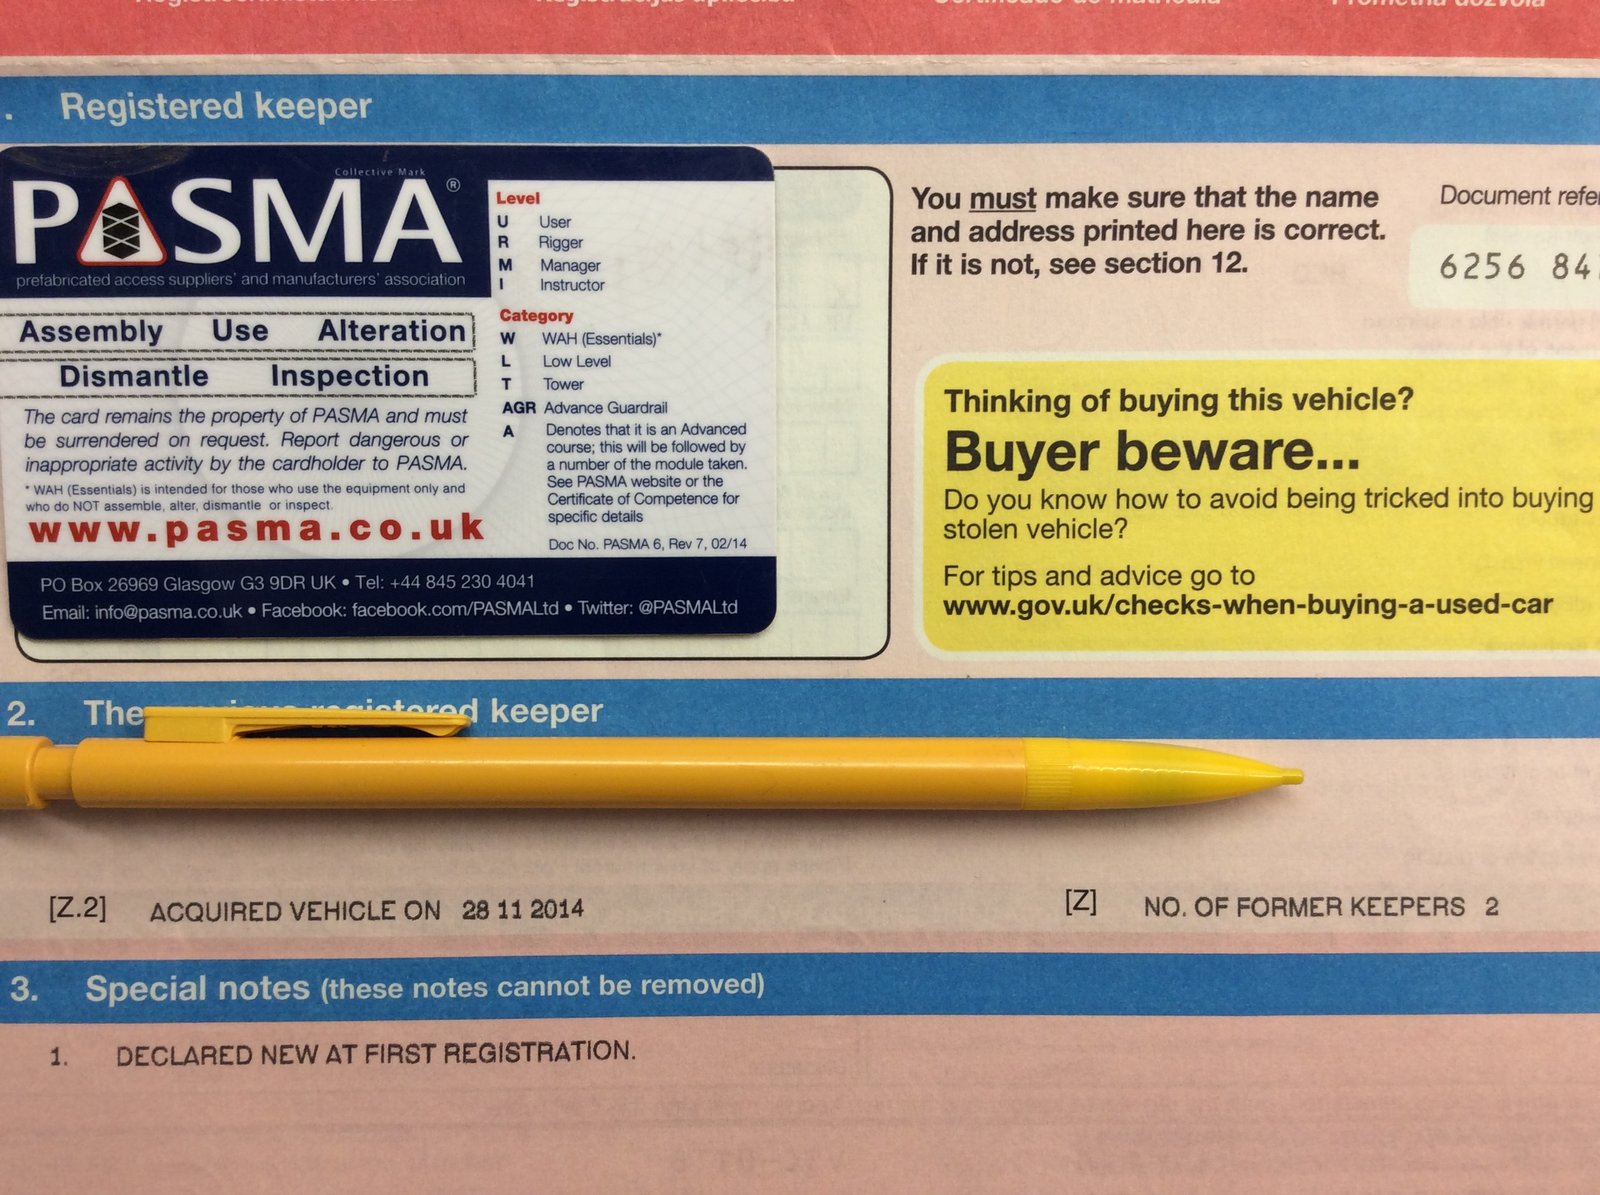 Registered keeper
PASMA®
Collective Mark
prefabricated access suppliers' and manufacturers' association
Assembly Use Alteration
Dismantle Inspection
The card remains the property of PASMA and must
be surrendered on request. Report dangerous or
inappropriate activity by the cardholder to PASMA.
* WAH (Essentials) is intended for those who use the equipment only and
who do NOT assemble, alter, dismantle or inspect.
www.pasma.co.uk
Level
U User
R Rigger
M Manager
I Instructor
Category
W WAH (Essentials)*
L Low Level
T Tower
AGR Advance Guardrail
A Denotes that it is an Advanced
course; this will be followed by
a number of the module taken.
See PASMA website or the
Certificate of Competence for
specific details
Doc No. PASMA 6, Rev 7, 02/14
PO Box 26969 Glasgow G3 9DR UK • Tel: +44 845 230 4041
Email: info@pasma.co.uk • Facebook: facebook.com/PASMALtd • Twitter: @PASMALtd
You must make sure that the name
and address printed here is correct.
If it is not, see section 12.
Document
6256
Thinking of buying this vehicle?
Buyer beware...
Do you know how to avoid being tricked into buying
stolen vehicle?
For tips and advice go to
www.gov.uk/checks-when-buying-a-used-car
2. The registered keeper
[Z.2] ACQUIRED VEHICLE ON 28 11 2014
[Z] NO. OF FORMER KEEPERS 2
3. Special notes (these notes cannot be removed)
1. DECLARED NEW AT FIRST REGISTRATION.